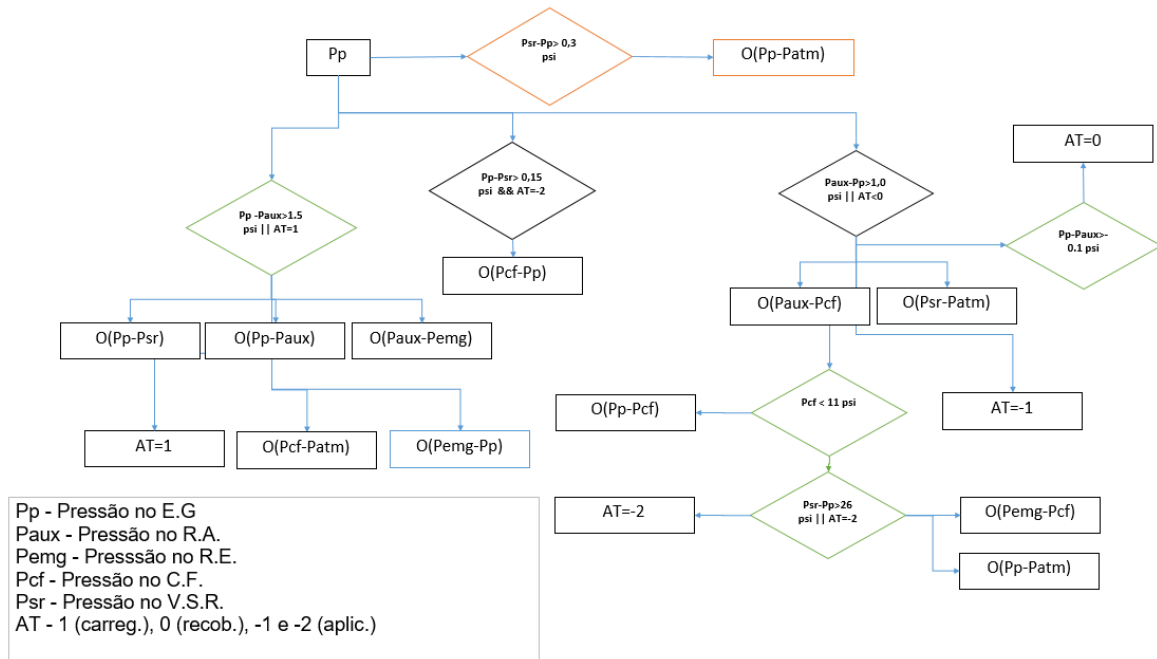 Pp
Psr-Pp> 0,3
psi
O(Pp-Patm)
AT=0
Pp -Paux>1.5
psi || AT=1
Pp-Psr> 0,15
psi && AT=-2
Paux-Pp>1,0
psi || AT<0
Pp-Paux>-
0.1 psi
O(Pcf-Pp)
O(Paux-Pcf)
O(Psr-Patm)
O(Pp-Psr)
O(Pp-Paux)
O(Paux-Pemg)
Pcf < 11 psi
O(Pp-Pcf)
AT=-1
AT=1
O(Pcf-Patm)
O(Pemg-Pp)
AT=-2
Psr-Pp>26
psi || AT=-2
O(Pemg-Pcf)
O(Pp-Patm)
Pp - Pressão no E.G
Paux - Pressão no R.A.
Pemg - Presssão no R.E.
Pcf - Pressão no C.F.
Psr - Pressão no V.S.R.
AT - 1 (carreg.), 0 (recob.), -1 e -2 (aplic.)